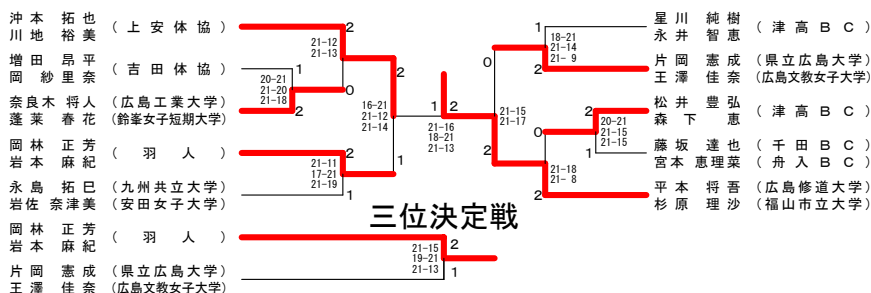 沖本 拓也
川地 裕美 (上安体協)
増田 昂平
岡 紗里奈 (吉田体協)
奈良木 将人 (広島工業大学)
蓬莱 春花 (鈴峯女子短期大学)
岡林 正芳
岩本 麻紀 (羽人)
永島 拓巳 (九州共立大学)
岩佐 奈津美 (安田女子大学)
2
21-12
21-13
1
20-21
21-20
21-18
2
0
2
16-21
21-12
21-14
2
21-11
17-21
21-19
1
1
1
2
21-16
18-21
21-13
星川 純樹
永井 智恵 (津高BC)
片岡 憲成 (県立広島大学)
王澤 佳奈 (広島文教女子大学)
松井 豊弘
森下 恵 (津高BC)
藤坂 達也 (千田BC)
宮本 恵理菜 (舟入BC)
平本 将吾 (広島修道大学)
杉原 理沙 (福山市立大学)
1
18-21
21-14
21- 9
2
0
21-15
21-17
2
2
20-21
21-15
21-15
1
0
21-18
21- 8
2
三位決定戦
岡林 正芳
岩本 麻紀 (羽人)
片岡 憲成 (県立広島大学)
王澤 佳奈 (広島文教女子大学)
2
21-15
19-21
21-13
1